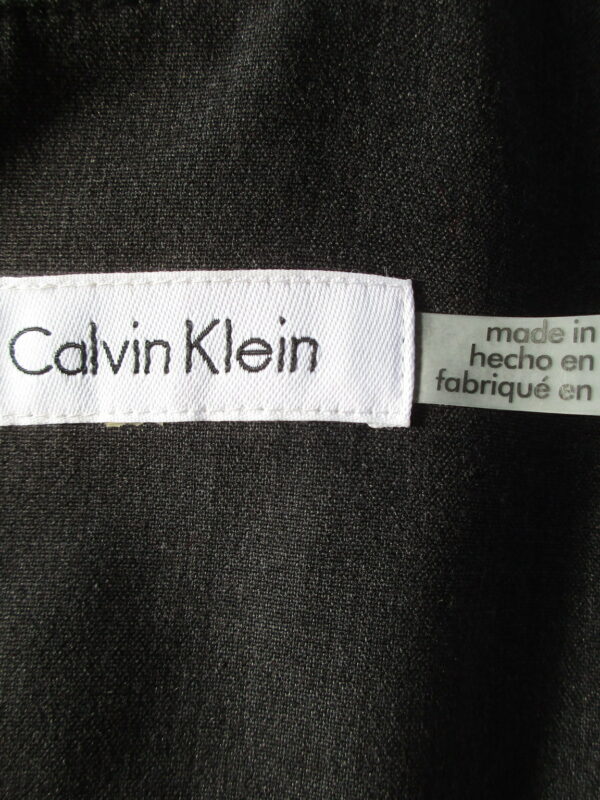 Calvin Klein
made in
hecho en
fabriqué en